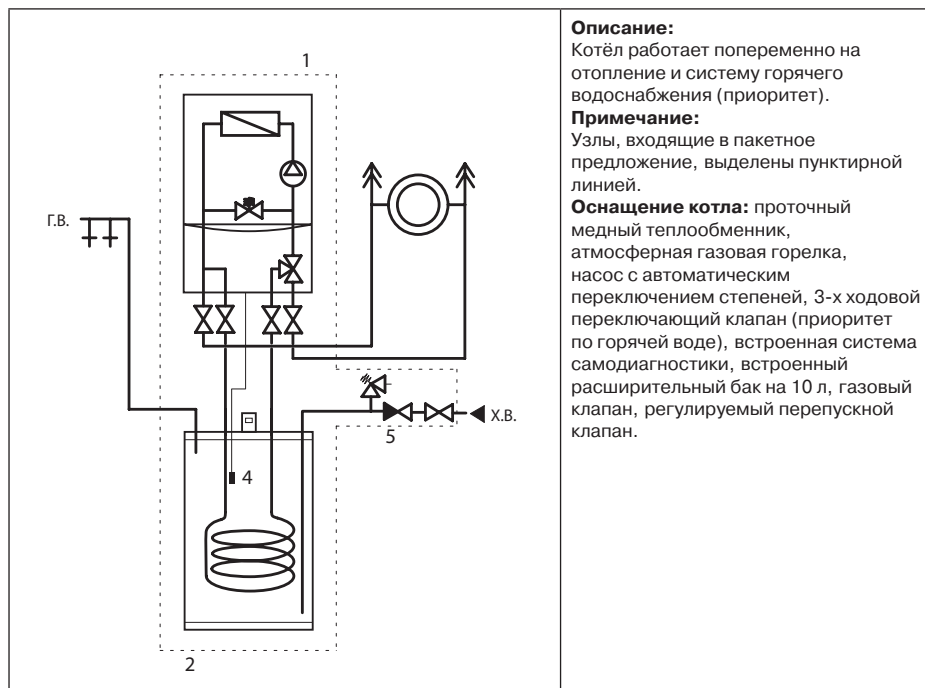 1
Г.В.
Х.В.
5
4
2
Описание:
Котёл работает попеременно на
отопление и систему горячего
водоснабжения (приоритет).
Примечание:
Узлы, входящие в пакетное
предложение, выделены пунктирной
линией.
Оснащение котла: проточный
медный теплообменник,
атмосферная газовая горелка,
насос с автоматическим
переключением степеней, 3-х ходовой
переключающий клапан (приоритет
по горячей воде), встроенная система
самодиагностики, встроенный
расширительный бак на 10 л, газовый
клапан, регулируемый перепускной
клапан.